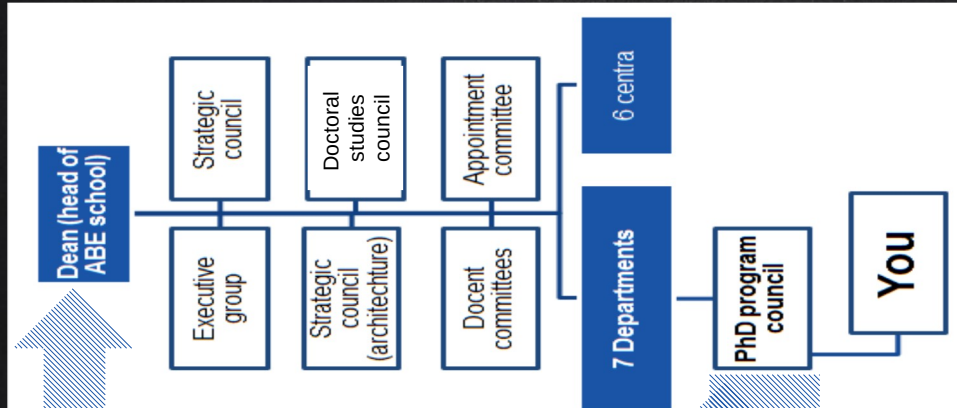 Dean (head of
ABE school)
Executive
group
Strategic
council
Strategic
council
(architechture)
Doctoral
studies
council
Docent
committees
Appointment
committee
7 Departments
6 centra
PhD program
council
You